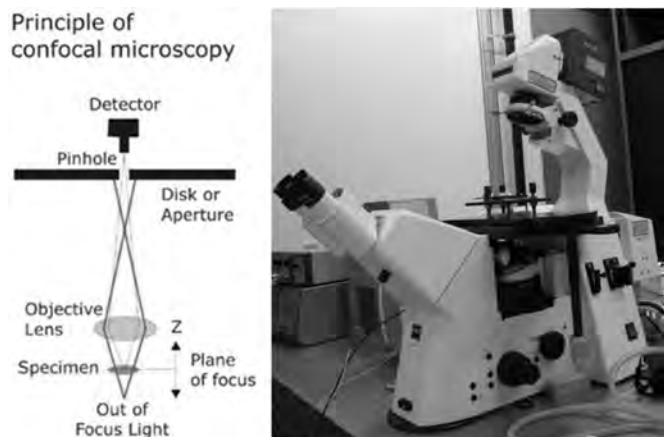 Principle of
confocal microscopy
Detector
Pinhole
Disk or
Aperture
Objective
Lens
Z
Specimen
Plane
of focus
Out of
Focus Light